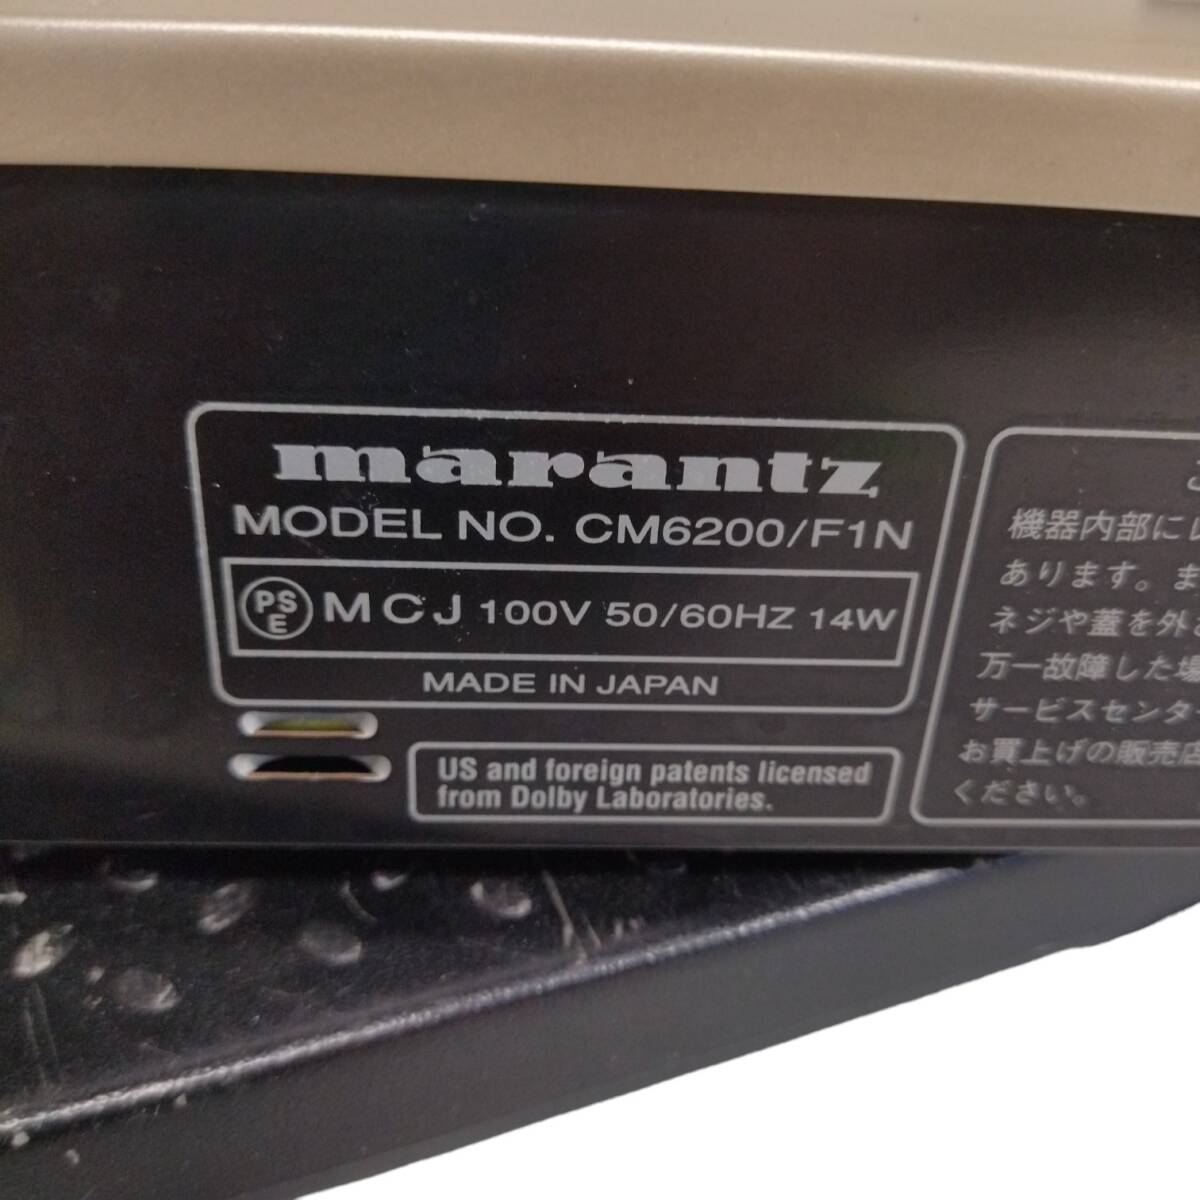 marantz
MODEL NO. CM6200/F1N
PSE MCJ 100V 50/60HZ 14W
MADE IN JAPAN
US and foreign patents licensed
from Dolby Laboratories.
機器内部にレ
あります。ま
ネジや蓋を外
万一故障した場
サービスセンタ
お買上げの販売店
ください。